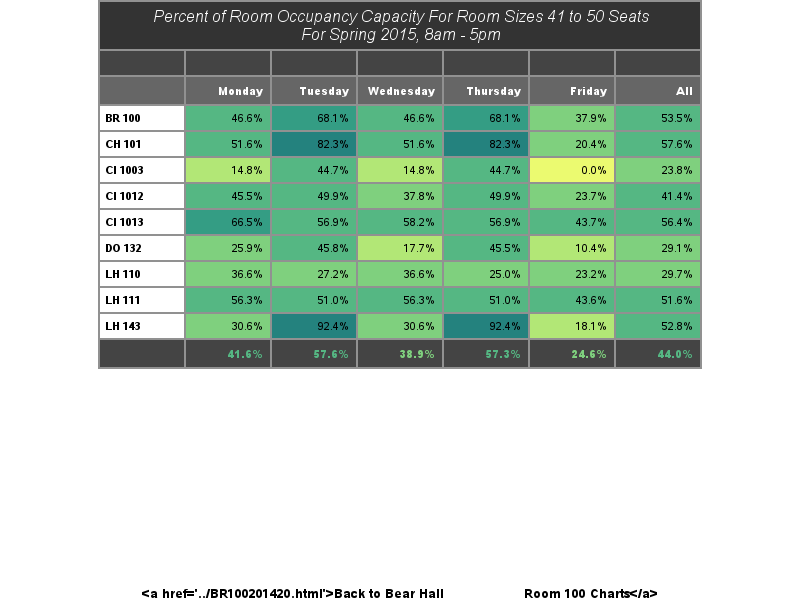 Percent of Room Occupancy Capacity For Room Sizes 41 to 50 Seats
For Spring 2015, 8am - 5pm
Monday Tuesday Wednesday Thursday Friday All
BR 100 46.6% 68.1% 46.6% 68.1% 37.9% 53.5%
CH 101 51.6% 82.3% 51.6% 82.3% 20.4% 57.6%
CI 1003 14.8% 44.7% 14.8% 44.7% 0.0% 23.8%
CI 1012 45.5% 49.9% 37.8% 49.9% 23.7% 41.4%
CI 1013 66.5% 56.9% 58.2% 56.9% 43.7% 56.4%
DO 132 25.9% 45.8% 17.7% 45.5% 10.4% 29.1%
LH 110 36.6% 27.2% 36.6% 25.0% 23.2% 29.7%
LH 111 56.3% 51.0% 56.3% 51.0% 43.6% 51.6%
LH 143 30.6% 92.4% 30.6% 92.4% 18.1% 52.8%
41.6% 57.6% 38.9% 57.3% 24.6% 44.0%
<a href='../BR100201420.html'>Back to Bear Hall Room 100 Charts</a>